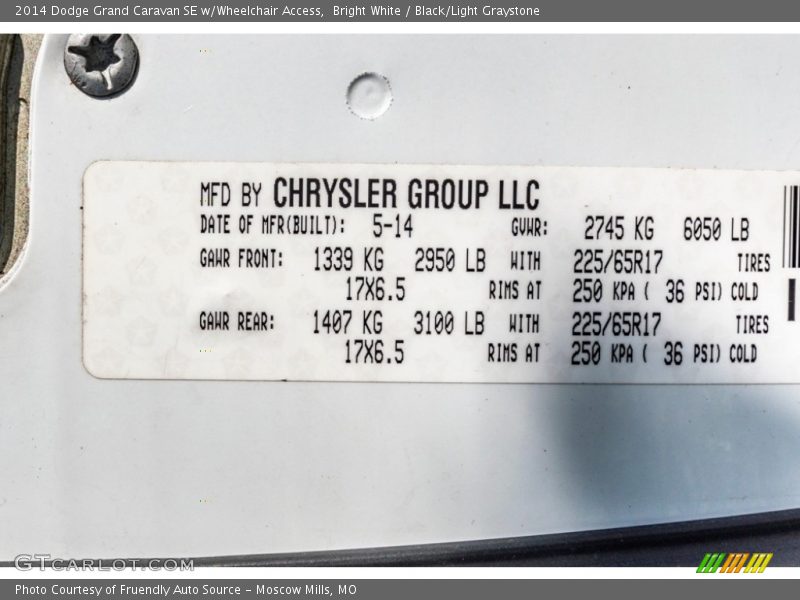 2014 Dodge Grand Caravan SE w/Wheelchair Access,  Bright White / Black/Light Graystone
MFD BY CHRYSLER GROUP LLC
DATE OF MFR(BUILT): 5-14 GVWR: 2745 KG 6050 LB
GAWR FRONT: 1339 KG 2950 LB WITH 225/65R17 TIRES
17X6.5 RIMS AT 250 KPA ( 36 PSI) COLD
GAWR REAR: 1407 KG 3100 LB WITH 225/65R17 TIRES
17X6.5 RIMS AT 250 KPA ( 36 PSI) COLD
GTCarLot.com
Photo Courtesy of Fruendly Auto Source - Moscow Mills, MO